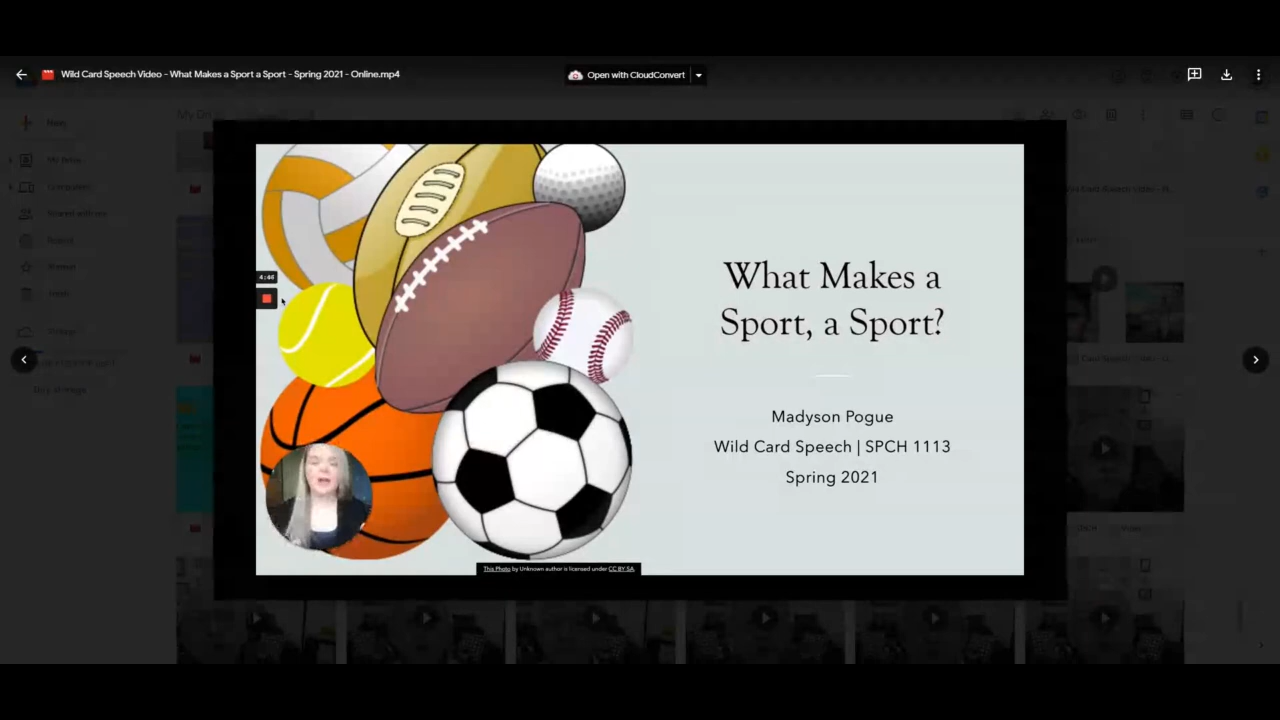 Wild Card Speech Video - What Makes a Sport a Sport - Spring 2021 - Online.mp4
Open with CloudConvert
4:46
What Makes a
Sport, a Sport?
Madyson Pogue
Wild Card Speech | SPCH 1113
Spring 2021
This Photo by Unknown author is licensed under CC BY-SA.